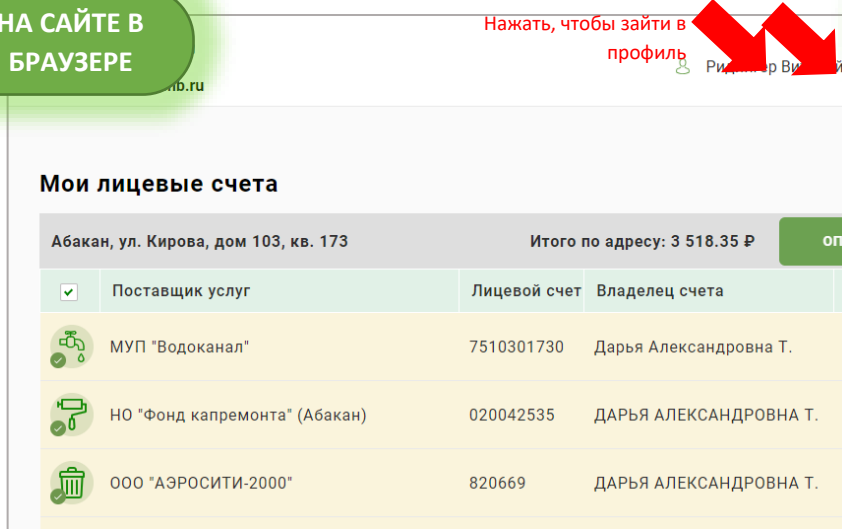 НА САЙТЕ В
БРАУЗЕРЕ
Нажать, чтобы зайти в
профиль
Мои лицевые счета
Абакан, ул. Кирова, дом 103, кв. 173 Итого по адресу: 3 518.35 ₽
Поставщик услуг Лицевой счет Владелец счета
МУП "Водоканал" 7510301730 Дарья Александровна Т.
НО "Фонд капремонта" (Абакан) 020042535 ДАРЬЯ АЛЕКСАНДРОВНА Т.
ООО "АЭРОСИТИ-2000" 820669 ДАРЬЯ АЛЕКСАНДРОВНА Т.